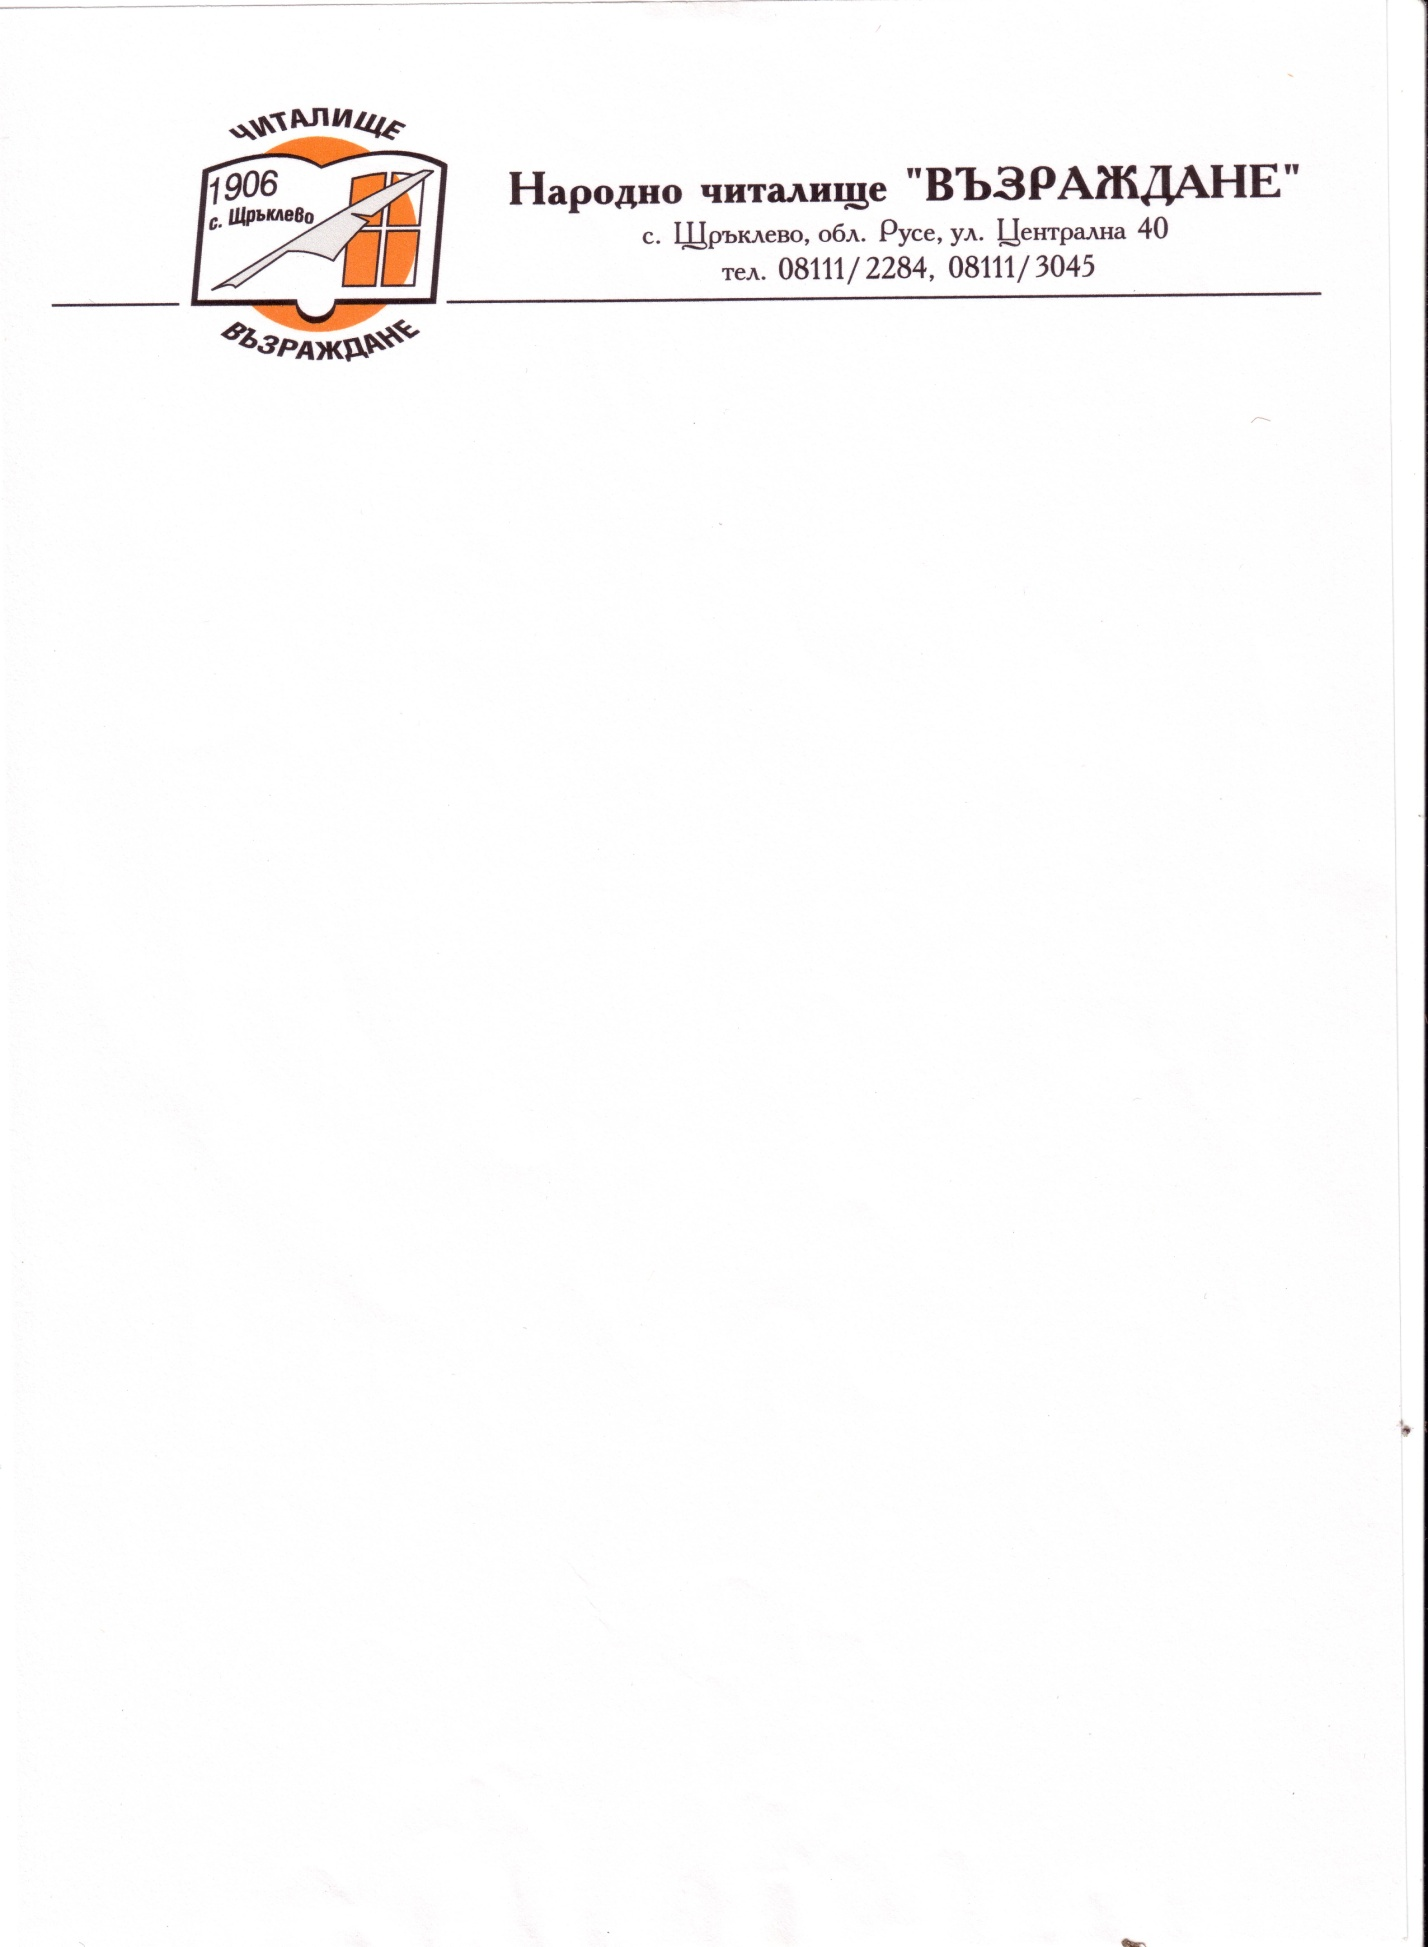 ЧИТАЛИЩЕ
1906
с. Щръклево
ВЪЗРАЖДАНЕ
Народно читалище "ВЪЗРАЖДАНЕ"
с. Щръклево, обл. Русе, ул. Централна 40
тел. 08111/2284, 08111/3045